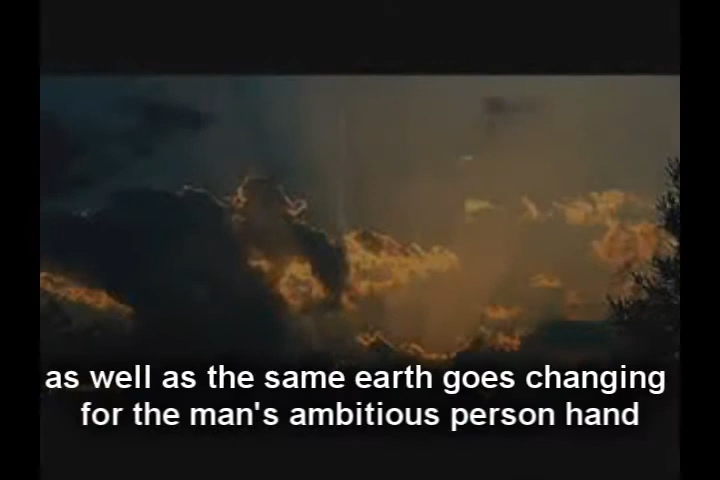 as well as the same earth goes changing
for the man's ambitious person hand